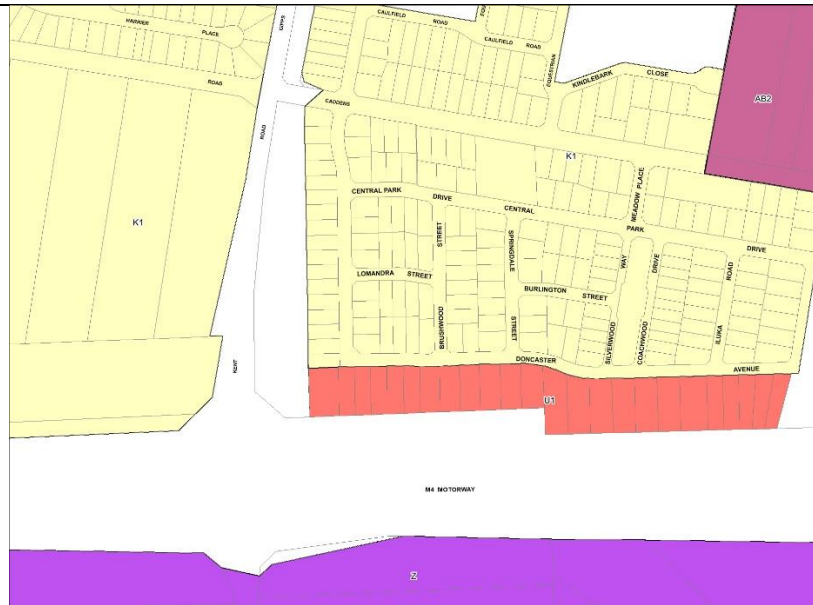 CAULFIELD ROAD
GIPPS
HARRIER PLACE
CAULFIELD ROAD
EQUESTRIAN
KINDLEBARK CLOSE
ROAD
CADDENS
AB2
ROAD
K1
MEADOW PLACE
CENTRAL PARK DRIVE
CENTRAL PARK DRIVE
K1
STREET
SPRINGDALE
WAY
DRIVE
ROAD
LOMANDRA STREET
BURLINGTON STREET
BRUSHWOOD
STREET
SILVERWOOD
COACHWOOD
ILUKA
KENT
DONCASTER AVENUE
U1
M4 MOTORWAY
Z